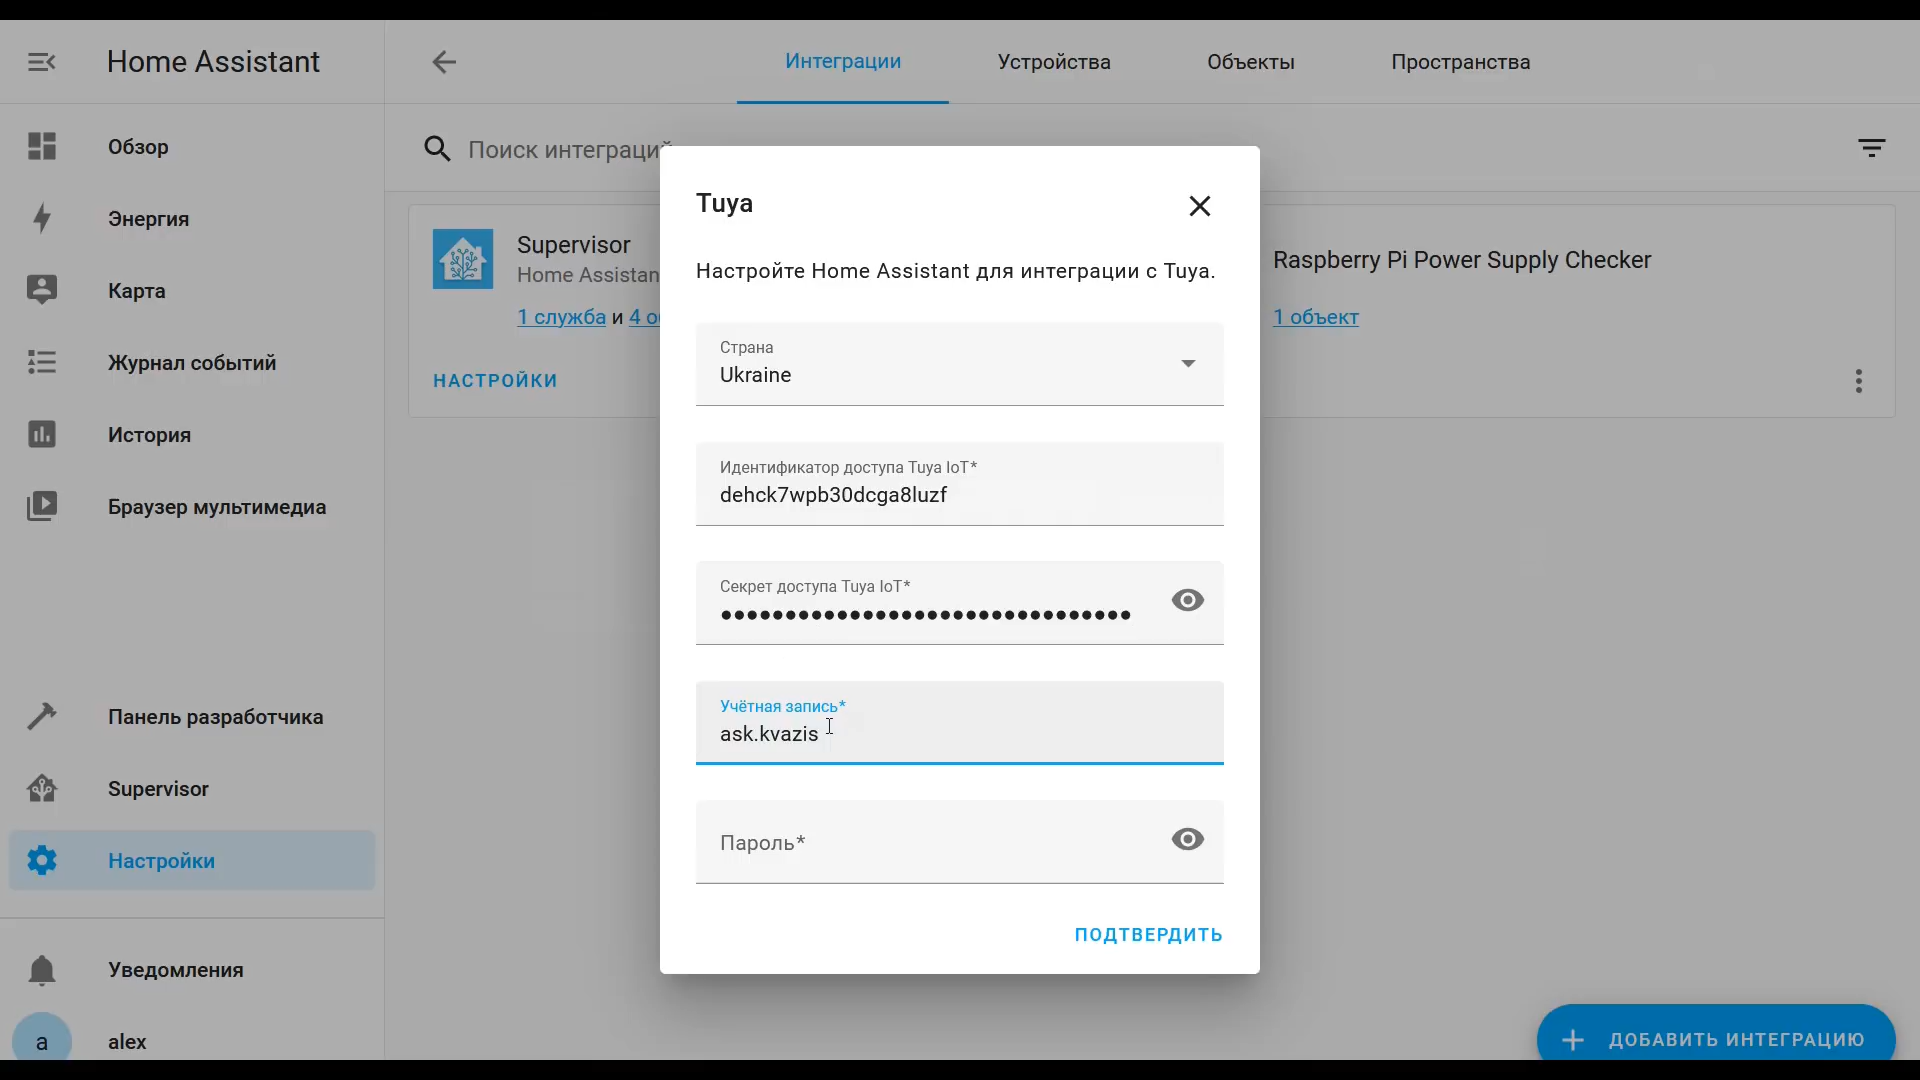 Home Assistant
Интеграции
Устройства
Объекты
Пространства
Обзор
Энергия
Карта
Журнал событий
История
Браузер мультимедиа
Панель разработчика
Supervisor
Настройки
Уведомления
a
alex
Поиск интеграций
Supervisor
Home Assistan
1 служба и 4 о
НАСТРОЙКИ
Raspberry Pi Power Supply Checker
1 объект
Tuya
Настройте Home Assistant для интеграции с Tuya.
Страна
Ukraine
Идентификатор доступа Tuya IoT*
dehck7wpb30dcga8luzf
Секрет доступа Tuya IoT*
••••••••••••••••••••••••••••••••
Учётная запись*
ask.kvazis
Пароль*
ПОДТВЕРДИТЬ
ДОБАВИТЬ ИНТЕГРАЦИЮ